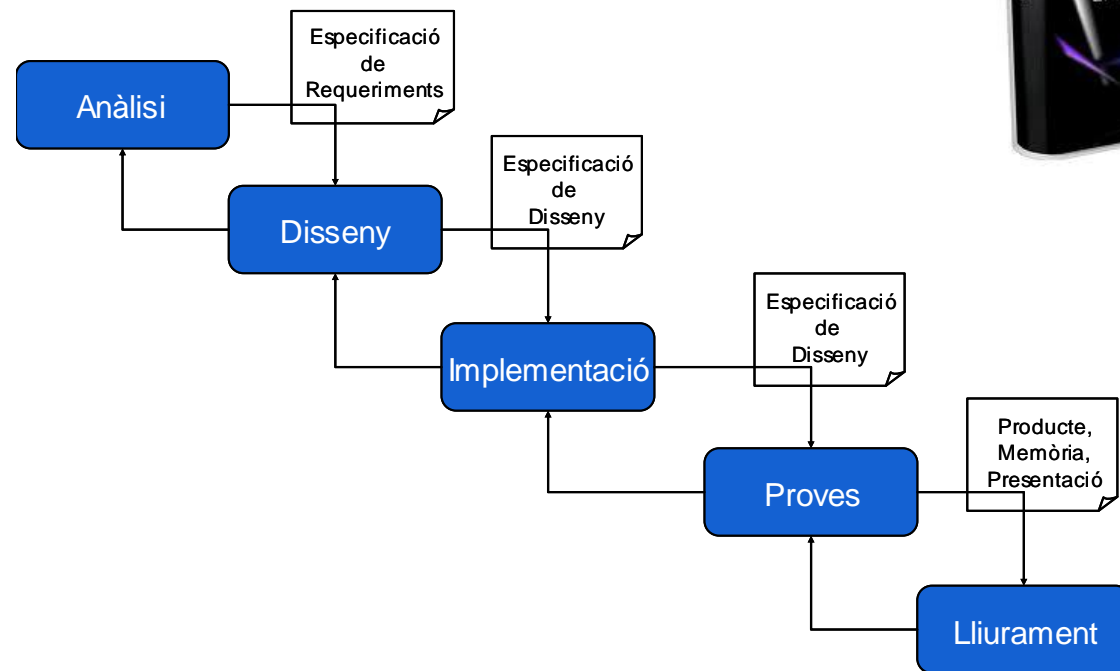 Especificació
de
Requeriments
Anàlisi
Especificació
de
Disseny
Disseny
Especificació
de
Disseny
Implementació
Producte,
Memòria,
Presentació
Proves
Lliurament